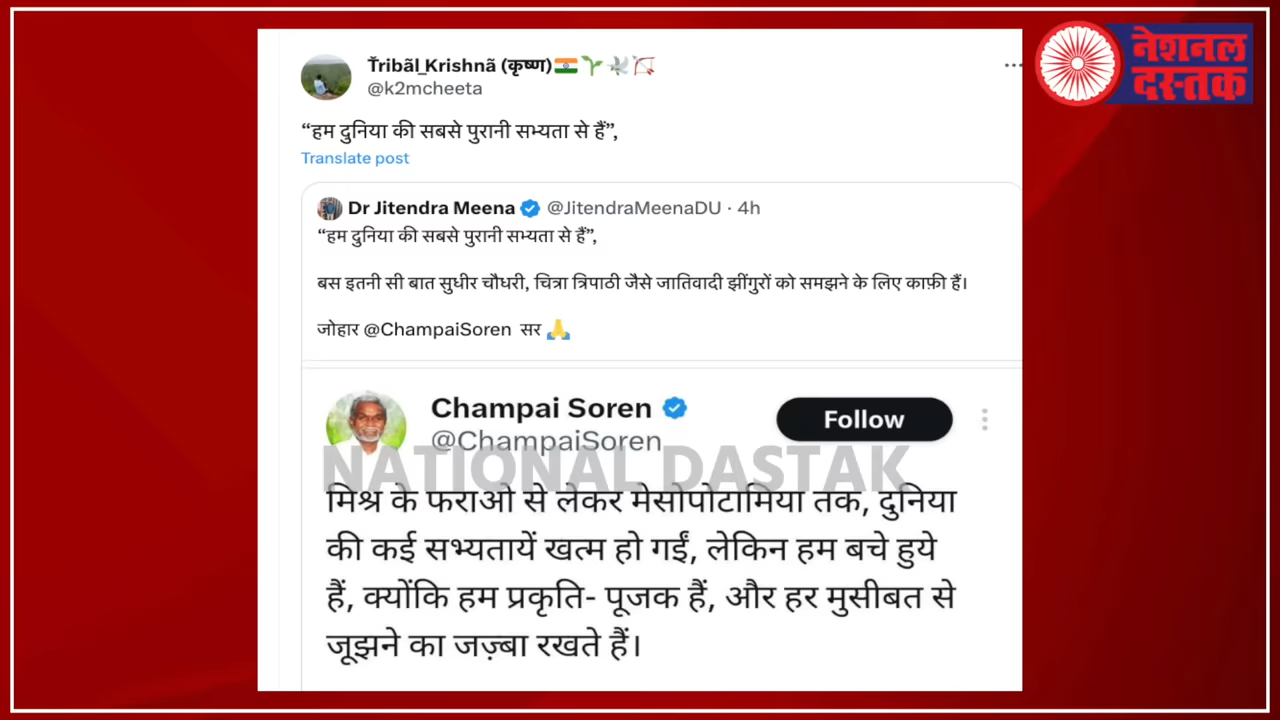 नेशनल
दस्तक
T̃ribãl_Krishnã (कृष्ण)🇮🇳🌱🕊️🏹
@k2mcheeta
“हम दुनिया की सबसे पुरानी सभ्यता से हैं”,
Translate post
Dr Jitendra Meena @JitendraMeenaDU · 4h
“हम दुनिया की सबसे पुरानी सभ्यता से हैं”,
बस इतनी सी बात सुधीर चौधरी, चित्रा त्रिपाठी जैसे जातिवादी झींगुरों को समझने के लिए काफ़ी हैं।
जोहार @ChampaiSoren सर 🙏
Champai Soren
Follow
@ChampaiSoren
NATIONAL DASTAK
मिश्र के फराओ से लेकर मेसोपोटामिया तक, दुनिया
की कई सभ्यतायें खत्म हो गईं, लेकिन हम बचे हुये
हैं, क्योंकि हम प्रकृति- पूजक हैं, और हर मुसीबत से
जूझने का जज़्बा रखते हैं।